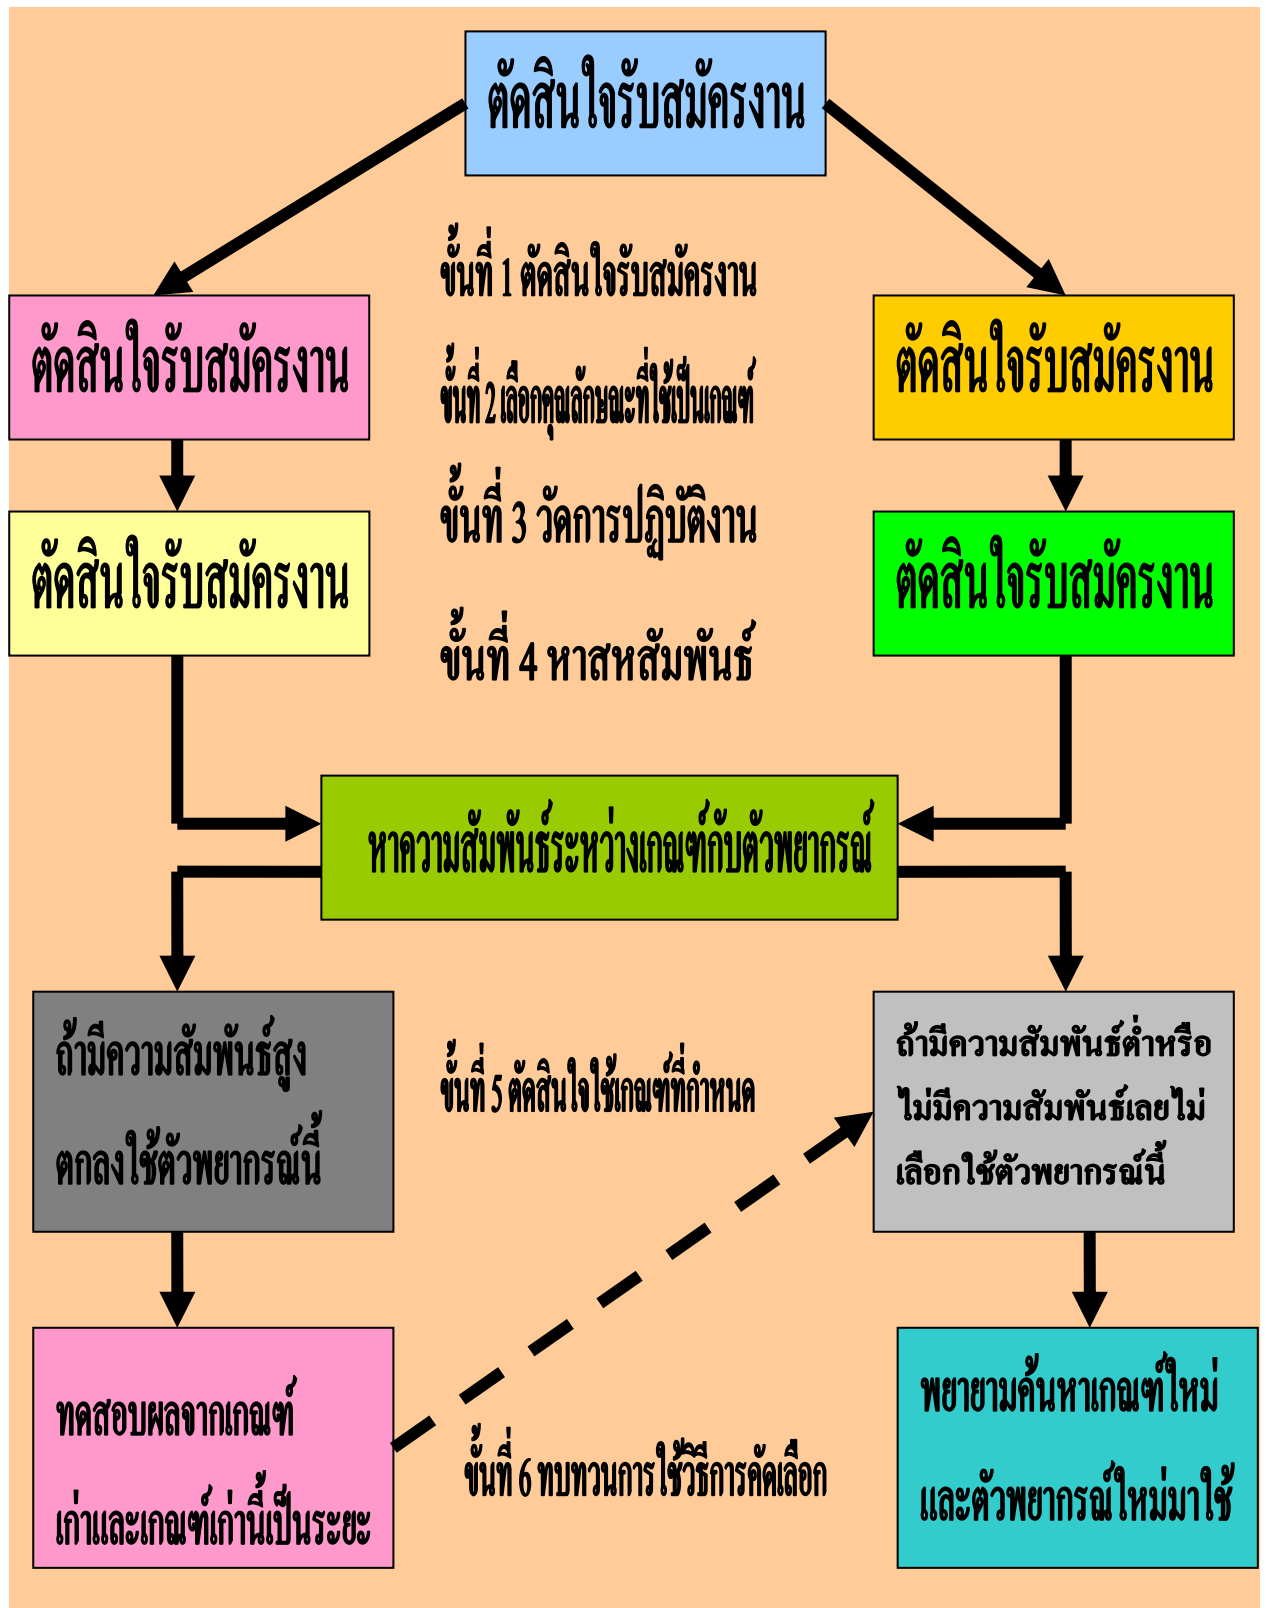 ตัดสินใจรับสมัครงาน
ขั้นที่ 1 ตัดสินใจรับสมัครงาน
ตัดสินใจรับสมัครงาน
ตัดสินใจรับสมัครงาน
ขั้นที่ 2 เลือกคุณลักษณะที่ใช้เป็นเกณฑ์
ขั้นที่ 3 วัดการปฏิบัติงาน
ตัดสินใจรับสมัครงาน
ตัดสินใจรับสมัครงาน
ขั้นที่ 4 หาสหสัมพันธ์
หาความสัมพันธ์ระหว่างเกณฑ์กับตัวพยากรณ์
ถ้ามีความสัมพันธ์สูง
ตกลงใช้ตัวพยากรณ์นี้
ขั้นที่ 5 ตัดสินใจใช้เกณฑ์ที่กำหนด
ถ้ามีความสัมพันธ์ต่ำหรือ
ไม่มีความสัมพันธ์เลยไม่
เลือกใช้ตัวพยากรณ์นี้
ทดสอบผลจากเกณฑ์
เก่าและเกณฑ์เก่านี้เป็นระยะ
ขั้นที่ 6 ทบทวนการใช้วิธีการคัดเลือก
พยายามค้นหาเกณฑ์ใหม่
และตัวพยากรณ์ใหม่มาใช้